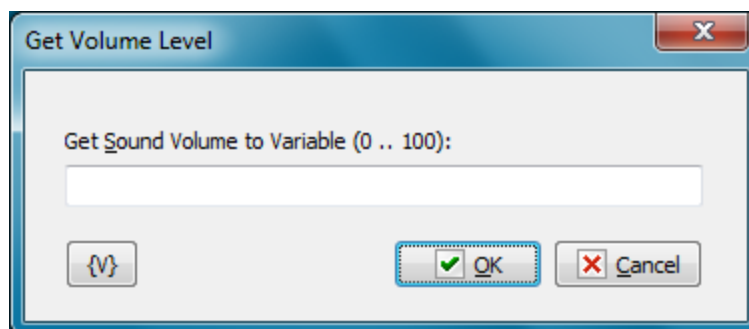 Get Volume Level
Get Sound Volume to Variable (0 .. 100):
{V}
OK
Cancel